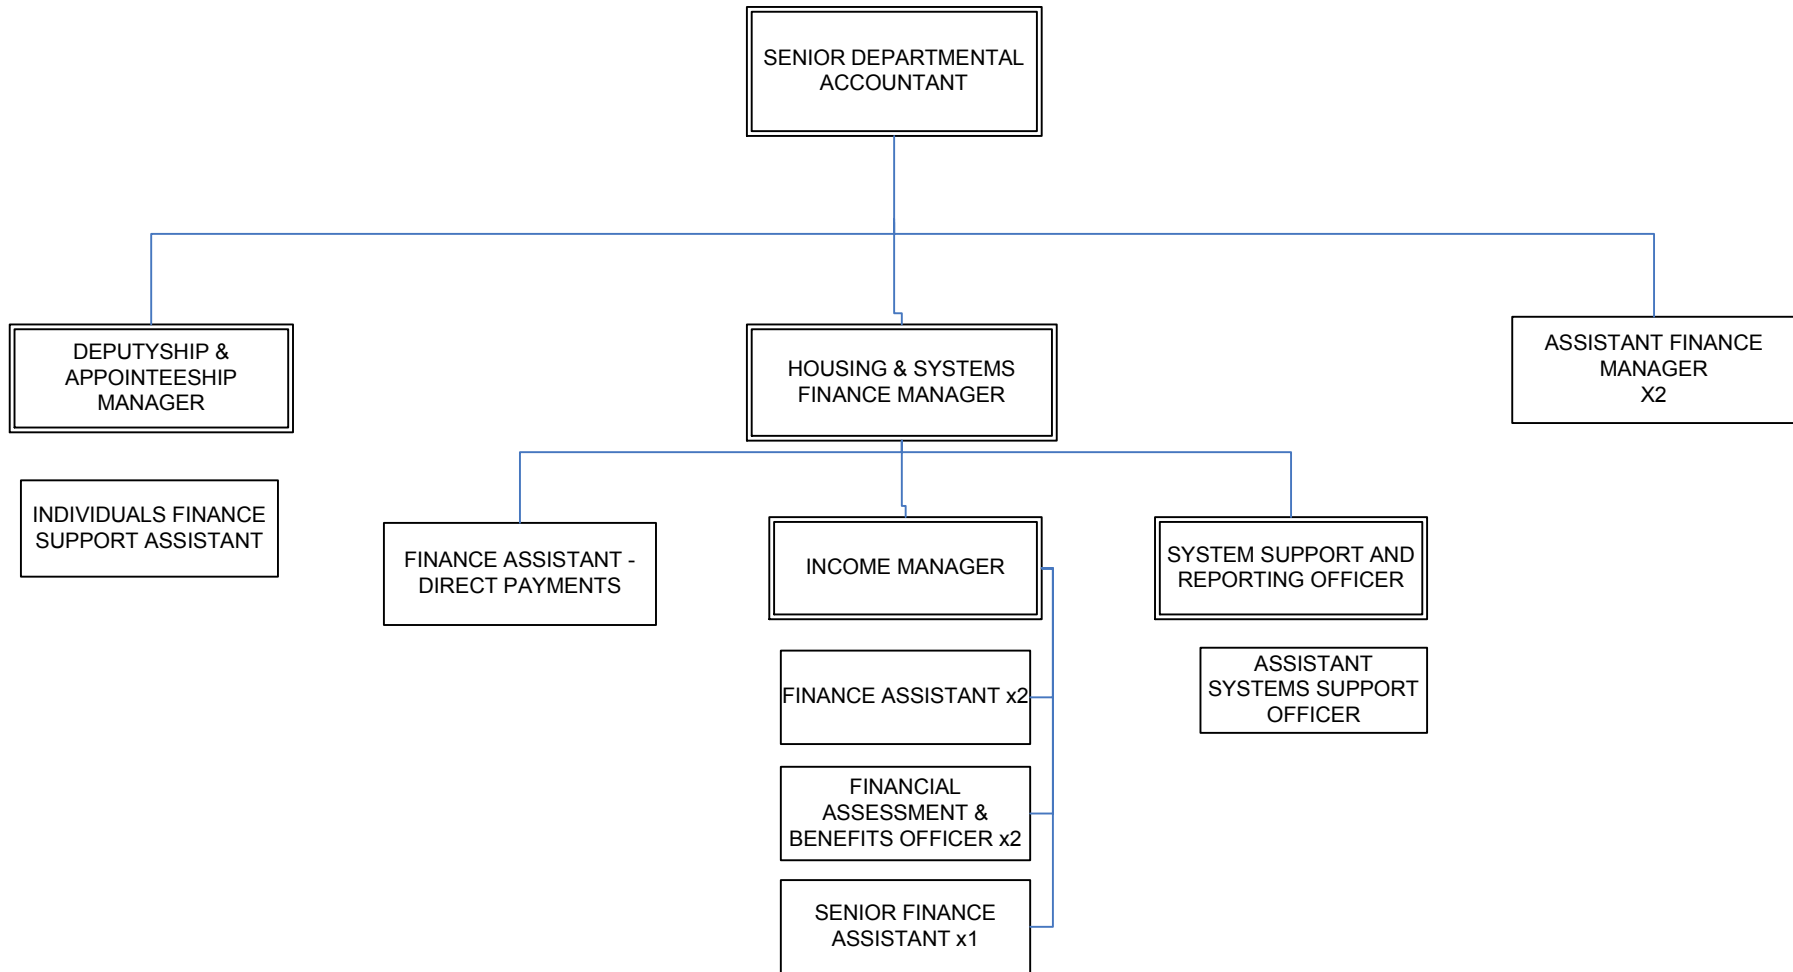 SENIOR DEPARTMENTAL
ACCOUNTANT
DEPUTYSHIP &
APPOINTEESHIP
MANAGER
HOUSING & SYSTEMS
FINANCE MANAGER
ASSISTANT FINANCE
MANAGER
X2
INDIVIDUALS FINANCE
SUPPORT ASSISTANT
FINANCE ASSISTANT -
DIRECT PAYMENTS
INCOME MANAGER
SYSTEM SUPPORT AND
REPORTING OFFICER
FINANCE ASSISTANT x2
ASSISTANT
SYSTEMS SUPPORT
OFFICER
FINANCIAL
ASSESSMENT &
BENEFITS OFFICER x2
SENIOR FINANCE
ASSISTANT x1